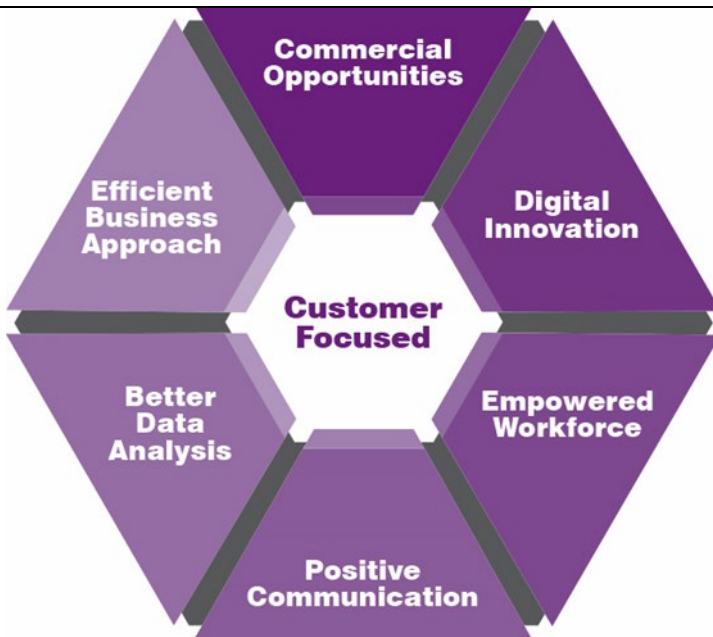 Commercial
Opportunities
Digital
Innovation
Empowered
Workforce
Positive
Communication
Better
Data
Analysis
Efficient
Business
Approach
Customer
Focused